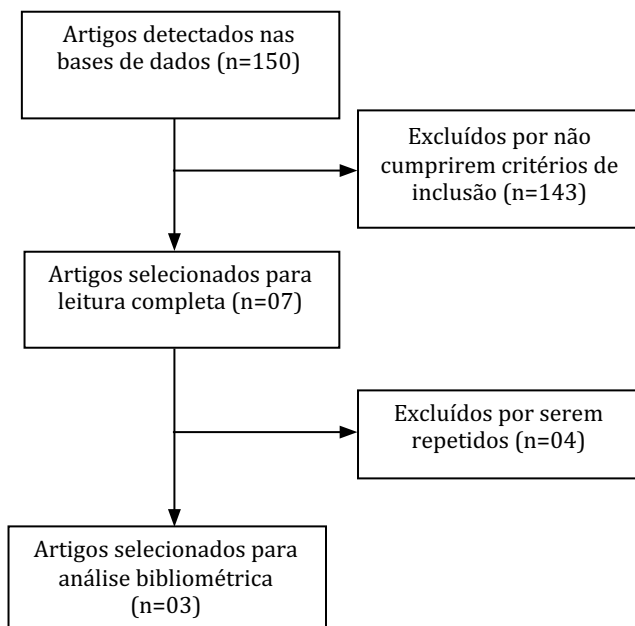 Artigos detectados nas
bases de dados (n=150)
Excluídos por não
cumprirem critérios de
inclusão (n=143)
Artigos selecionados para
leitura completa (n=07)
Excluídos por serem
repetidos (n=04)
Artigos selecionados para
análise bibliométrica
(n=03)